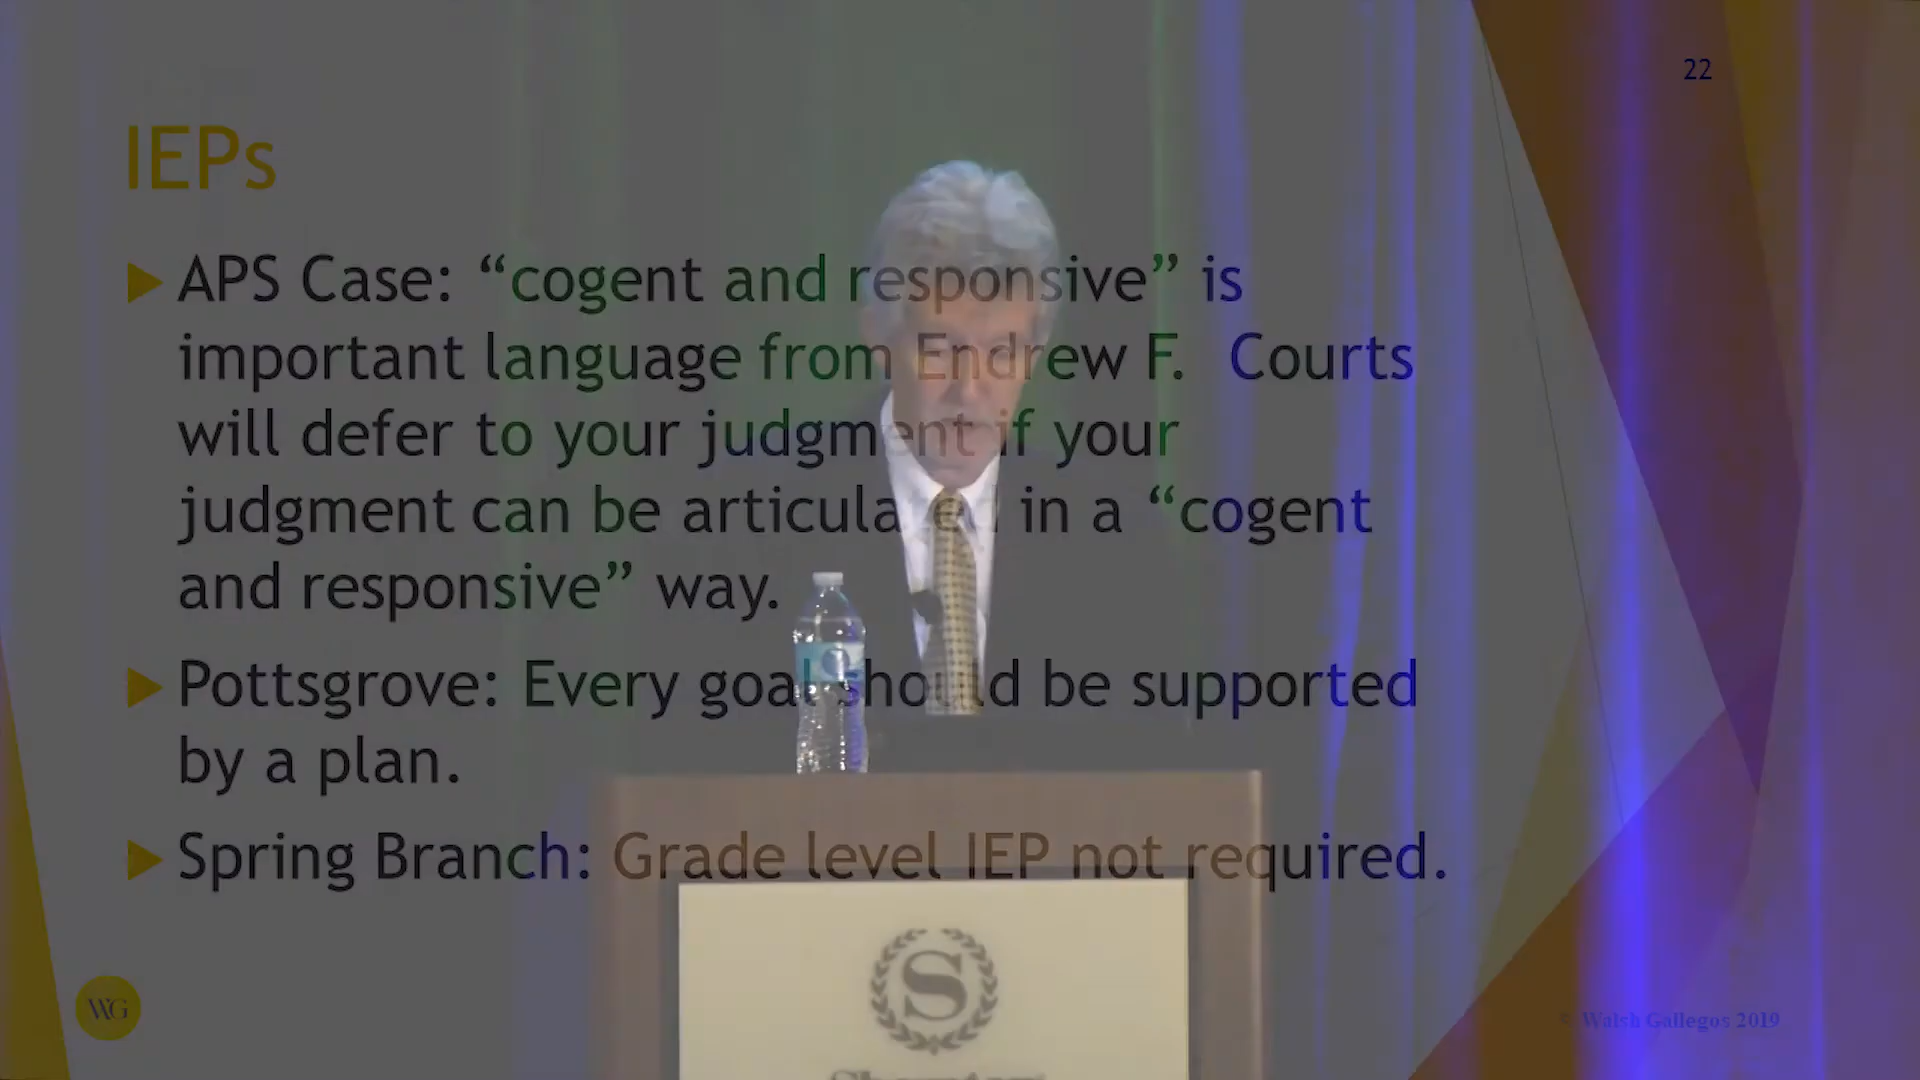 22
IEPs
APS Case: “cogent and responsive” is
important language from Endrew F. Courts
will defer to your judgment if your
judgment can be articulated in a “cogent
and responsive” way.
Pottsgrove: Every goal should be supported
by a plan.
Spring Branch: Grade level IEP not required.
S
WG
© Walsh Gallegos 2019